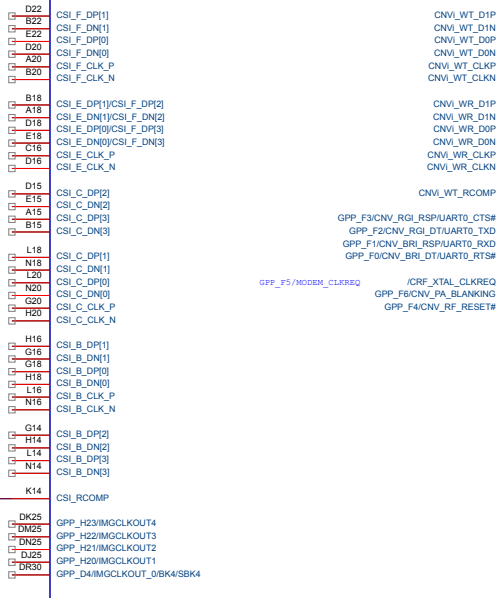 D22 CSI_F_DP[1] CNVi_WT_D1P
B22 CSI_F_DN[1] CNVi_WT_D1N
E22 CSI_F_DP[0] CNVi_WT_D0P
D20 CSI_F_DN[0] CNVi_WT_D0N
A20 CSI_F_CLK_P CNVi_WT_CLKP
B20 CSI_F_CLK_N CNVi_WT_CLKN
B18 CSI_E_DP[1]/CSI_F_DP[2] CNVi_WR_D1P
A18 CSI_E_DN[1]/CSI_F_DN[2] CNVi_WR_D1N
D18 CSI_E_DP[0]/CSI_F_DP[3] CNVi_WR_D0P
E18 CSI_E_DN[0]/CSI_F_DN[3] CNVi_WR_D0N
C16 CSI_E_CLK_P CNVi_WR_CLKP
D16 CSI_E_CLK_N CNVi_WR_CLKN
D15 CSI_C_DP[2] CNVi_WT_RCOMP
E15 CSI_C_DN[2]
A15 CSI_C_DP[3] GPP_F3/CNV_RGI_RSP/UART0_CTS#
B15 CSI_C_DN[3] GPP_F2/CNV_RGI_DT/UART0_TXD
GPP_F1/CNV_BRI_RSP/UART0_RXD
L18 CSI_C_DP[1] GPP_F0/CNV_BRI_DT/UART0_RTS#
N18 CSI_C_DN[1]
L20 CSI_C_DP[0] GPP_F5/MODEM_CLKREQ /CRF_XTAL_CLKREQ
N20 CSI_C_DN[0] GPP_F6/CNV_PA_BLANKING
G20 CSI_C_CLK_P GPP_F4/CNV_RF_RESET#
H20 CSI_C_CLK_N
H16 CSI_B_DP[1]
G16 CSI_B_DN[1]
G18 CSI_B_DP[0]
H18 CSI_B_DN[0]
L16 CSI_B_CLK_P
N16 CSI_B_CLK_N
G14 CSI_B_DP[2]
H14 CSI_B_DN[2]
L14 CSI_B_DP[3]
N14 CSI_B_DN[3]
K14 CSI_RCOMP
DK25 GPP_H23/IMGCLKOUT4
DM25 GPP_H22/IMGCLKOUT3
DN25 GPP_H21/IMGCLKOUT2
DJ25 GPP_H20/IMGCLKOUT1
DR30 GPP_D4/IMGCLKOUT_0/BK4/SBK4